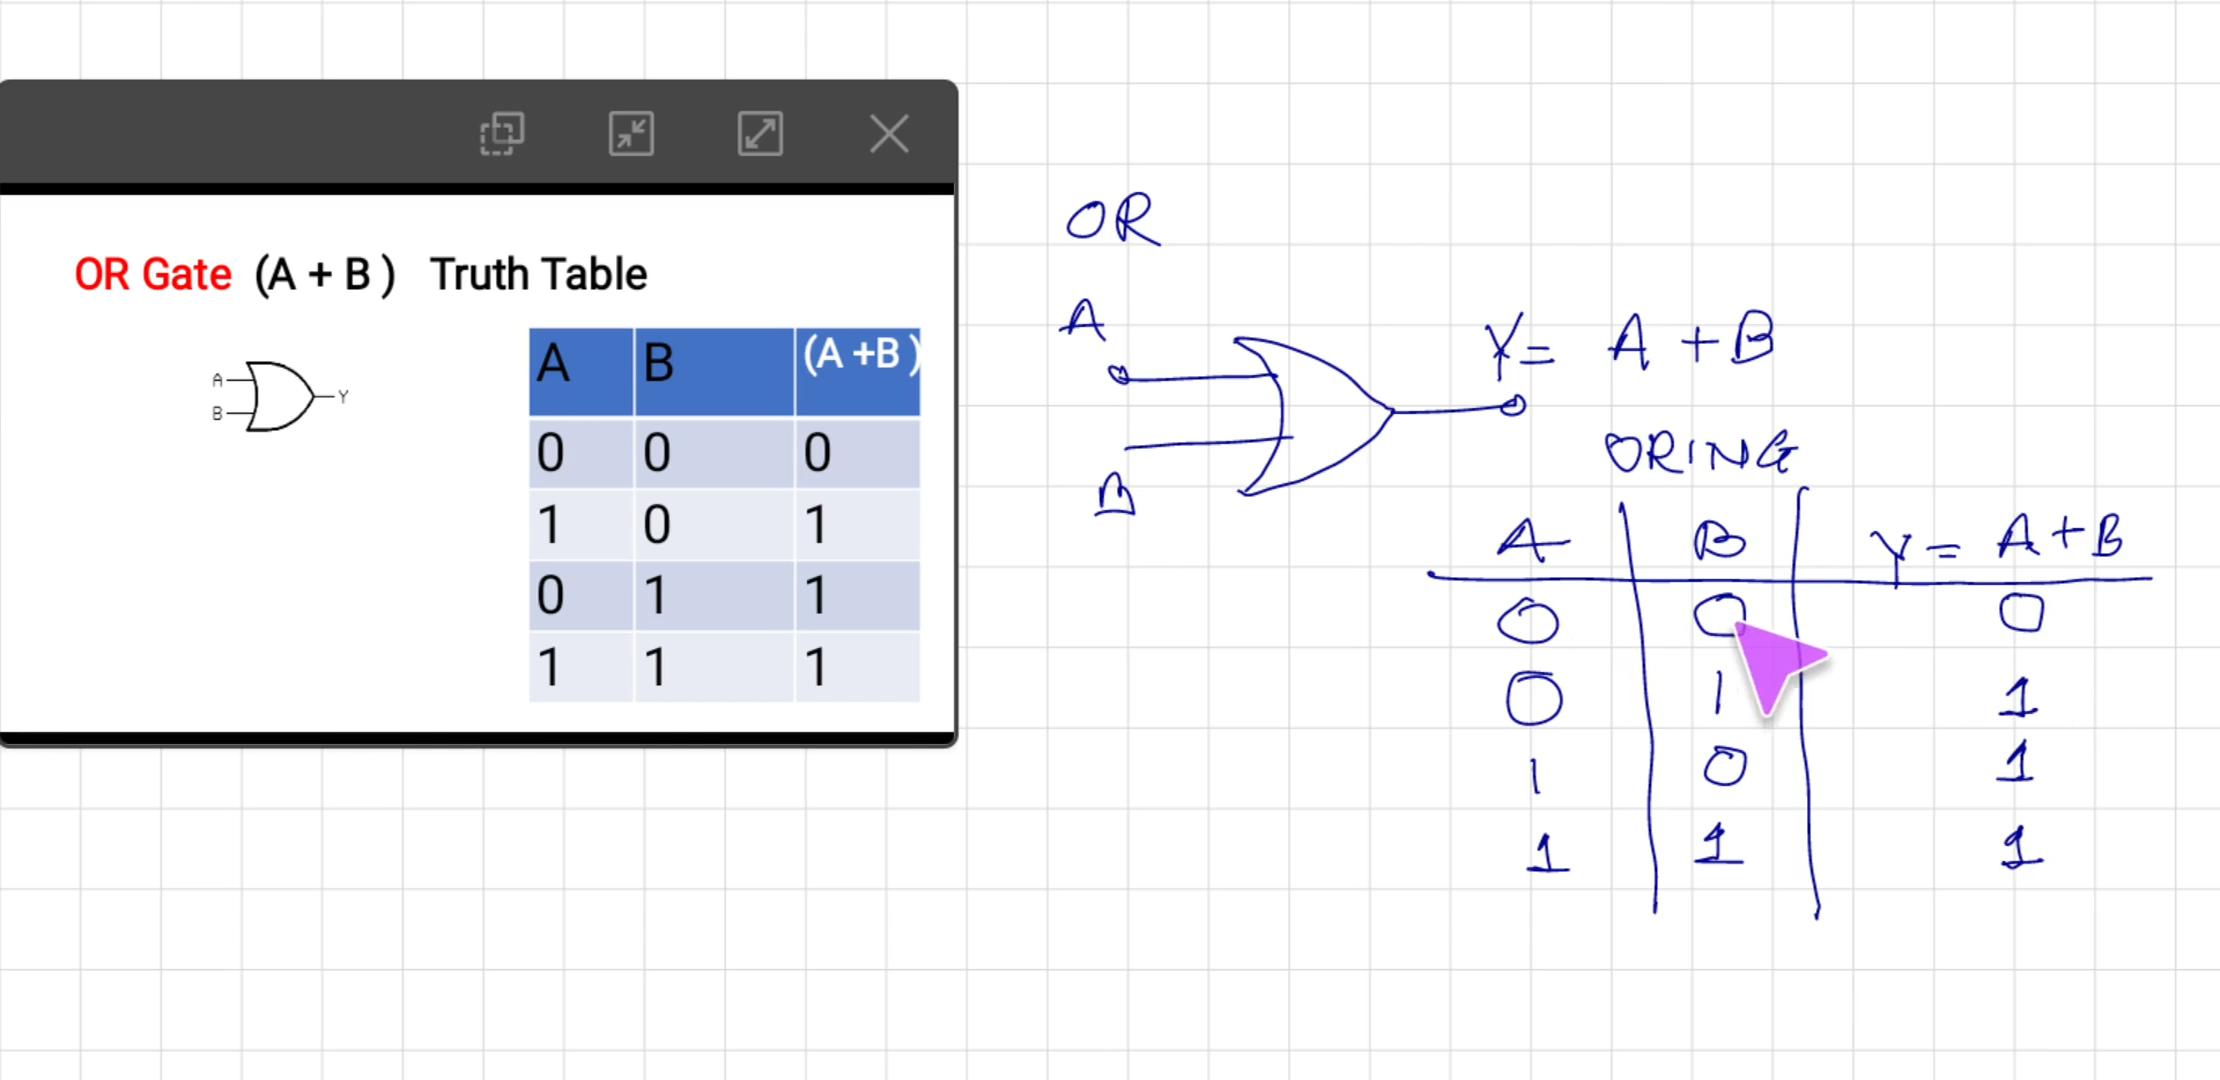 OR Gate (A + B ) Truth Table
A
B
Y
A B (A +B )
0 0 0
1 0 1
0 1 1
1 1 1
OR
A
B
Y = A + B
ORING
A B Y = A + B
0 0 0
0 1 1
1 0 1
1 1 1